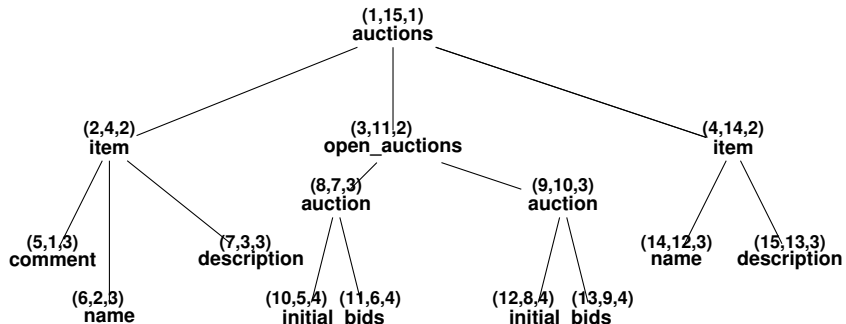 (1,15,1)
auctions
(2,4,2)
item
(3,11,2)
open_auctions
(4,14,2)
item
(8,7,3)
auction
(9,10,3)
auction
(5,1,3)
comment
(7,3,3)
description
(14,12,3)
name
(15,13,3)
description
(6,2,3)
name
(10,5,4)
initial
(11,6,4)
bids
(12,8,4)
initial
(13,9,4)
bids